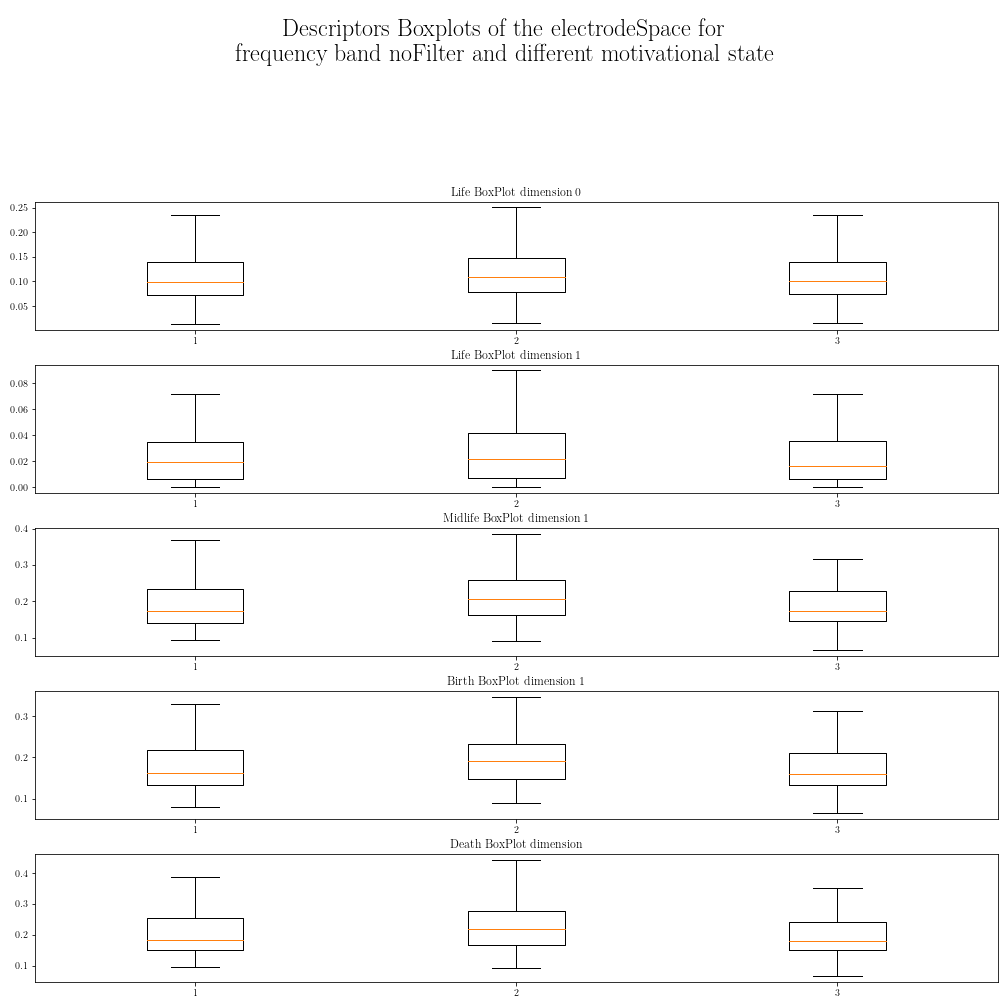 Descriptors Boxplots of the electrodeSpace for
frequency band noFilter and different motivational state
Life BoxPlot dimension 0
0.25
0.20
0.15
0.10
0.05
1 2 3
Life BoxPlot dimension 1
0.08
0.06
0.04
0.02
0.00
1 2 3
Midlife BoxPlot dimension 1
0.4
0.3
0.2
0.1
1 2 3
Birth BoxPlot dimension 1
0.3
0.2
0.1
1 2 3
Death BoxPlot dimension
0.4
0.3
0.2
0.1
1 2 3